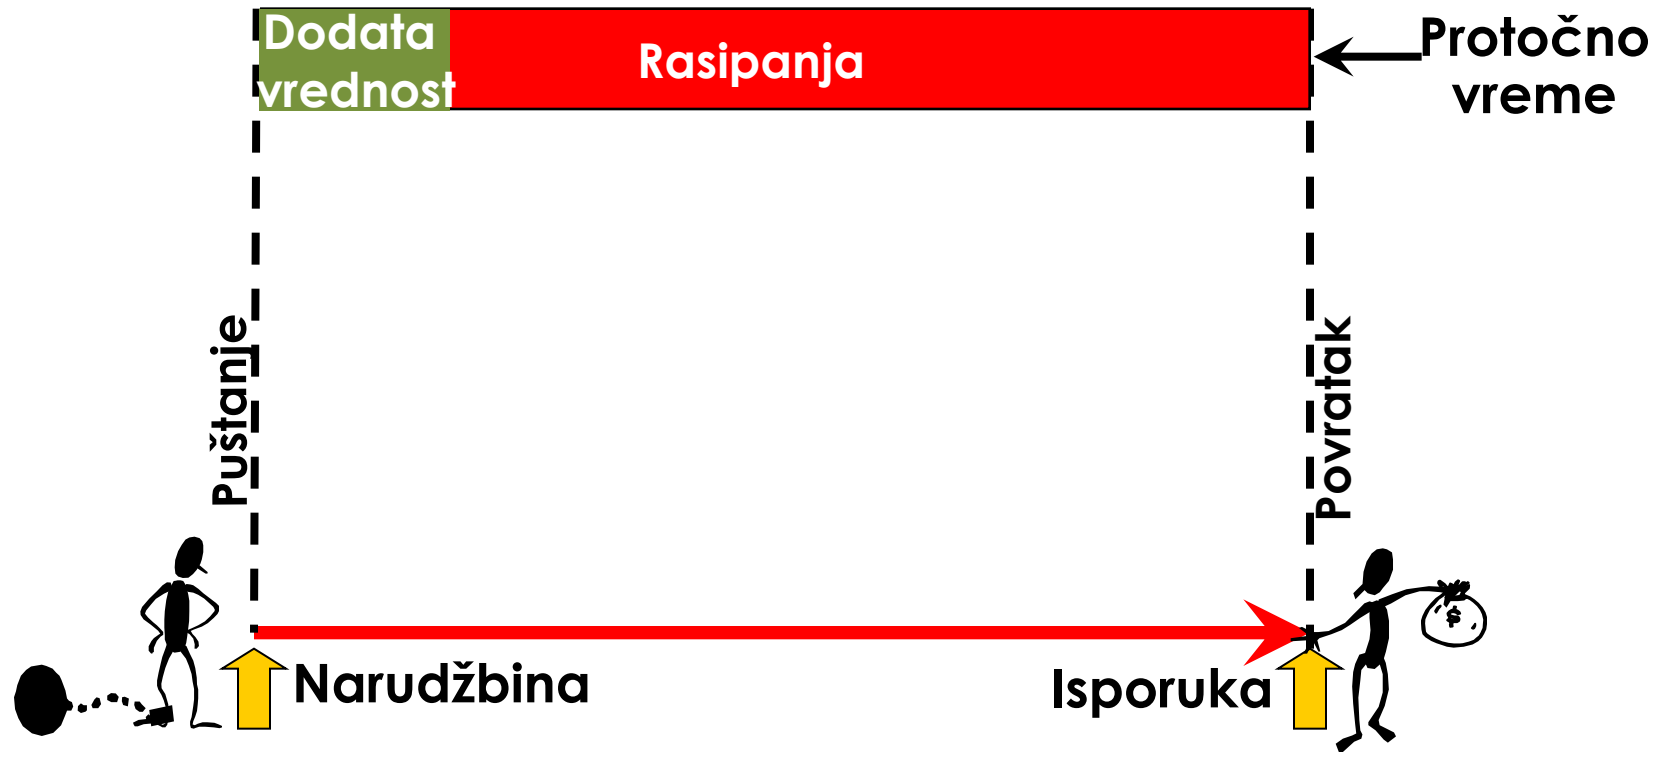 Dodata
vrednost
Rasipanja
Protočno
vreme
Puštanje
Povratak
$
Narudžbina
Isporuka